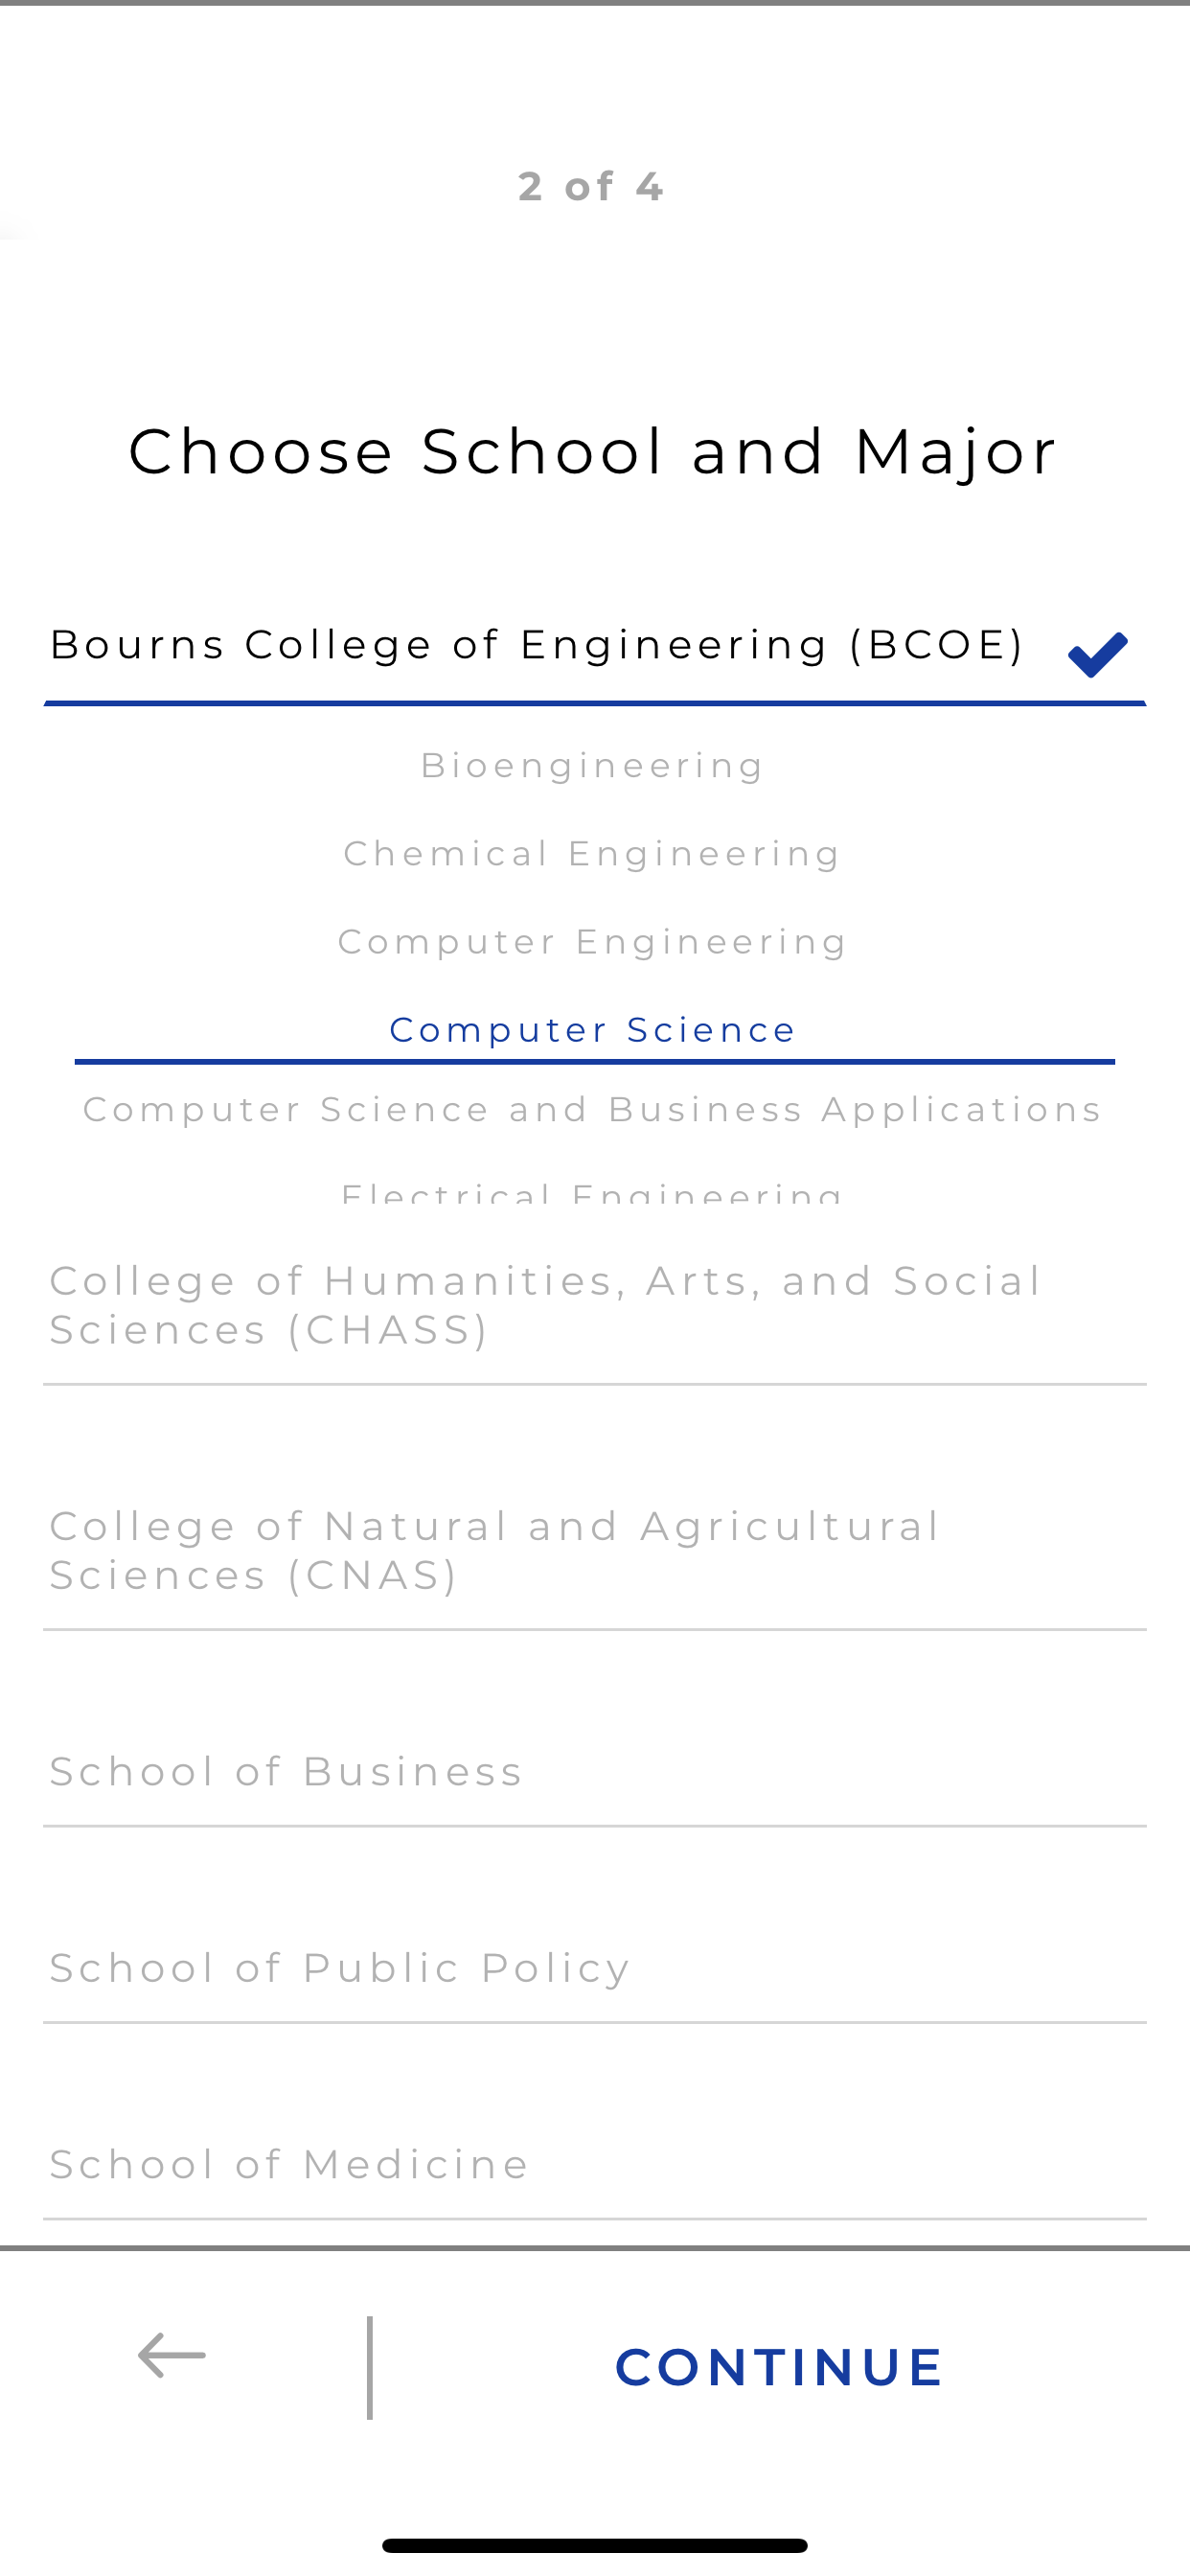 2 of 4
Choose School and Major
Bourns College of Engineering (BCOE)
Bioengineering
Chemical Engineering
Computer Engineering
Computer Science
Computer Science and Business Applications
Electrical Engineering
College of Humanities, Arts, and Social
Sciences (CHASS)
College of Natural and Agricultural
Sciences (CNAS)
School of Business
School of Public Policy
School of Medicine
CONTINUE